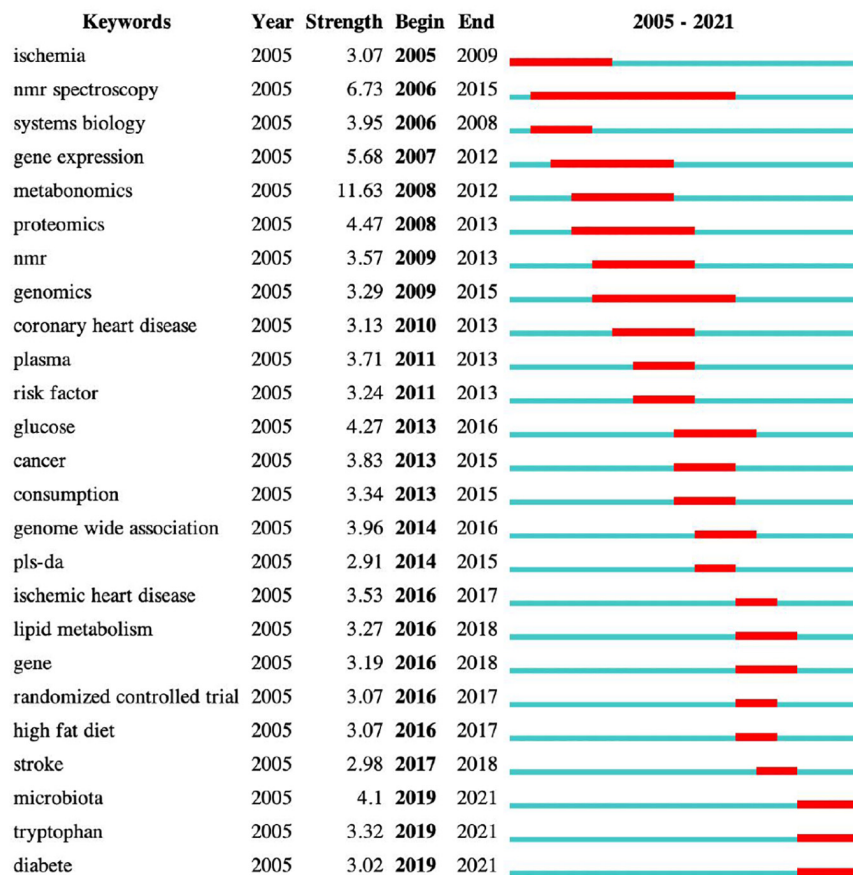 Keywords Year Strength Begin End 2005 - 2021
ischemia 2005 3.07 2005 2009
nmr spectroscopy 2005 6.73 2006 2015
systems biology 2005 3.95 2006 2008
gene expression 2005 5.68 2007 2012
metabonomics 2005 11.63 2008 2012
proteomics 2005 4.47 2008 2013
nmr 2005 3.57 2009 2013
genomics 2005 3.29 2009 2015
coronary heart disease 2005 3.13 2010 2013
plasma 2005 3.71 2011 2013
risk factor 2005 3.24 2011 2013
glucose 2005 4.27 2013 2016
cancer 2005 3.83 2013 2015
consumption 2005 3.34 2013 2015
genome wide association 2005 3.96 2014 2016
pls-da 2005 2.91 2014 2015
ischemic heart disease 2005 3.53 2016 2017
lipid metabolism 2005 3.27 2016 2018
gene 2005 3.19 2016 2018
randomized controlled trial 2005 3.07 2016 2017
high fat diet 2005 3.07 2016 2017
stroke 2005 2.98 2017 2018
microbiota 2005 4.1 2019 2021
tryptophan 2005 3.32 2019 2021
diabete 2005 3.02 2019 2021